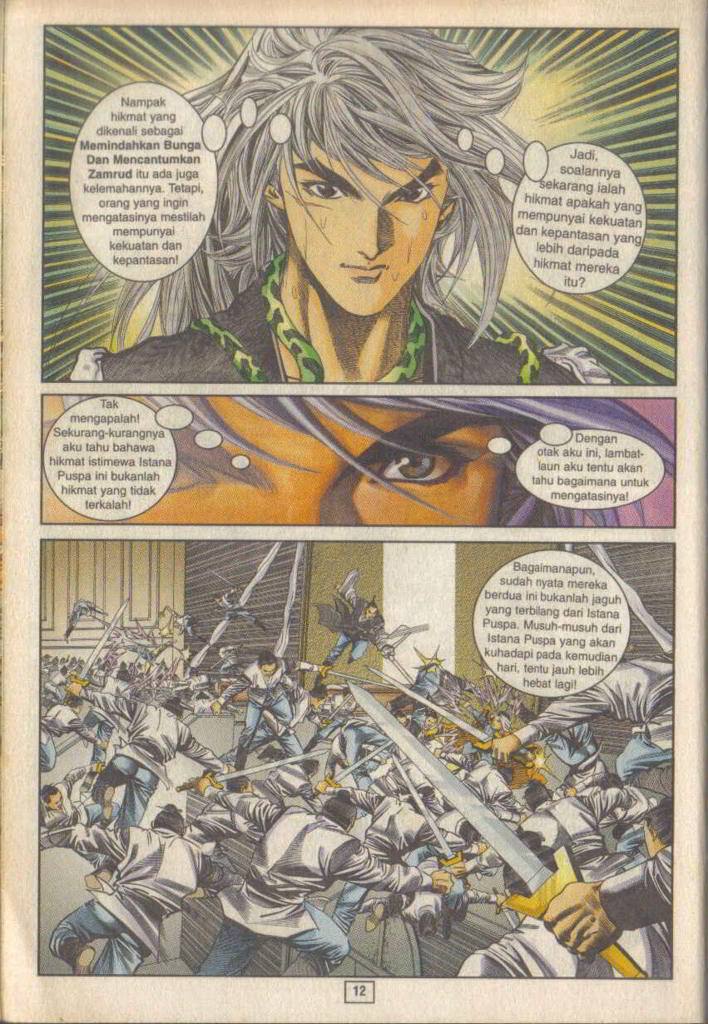 Nampak
hikmat yang
dikenali sebagai
Memindahkan Bunga
Dan Mencantumkan
Zamrud itu ada juga
kelemahannya. Tetapi,
orang yang ingin
mengatasinya mestilah
mempunyai
kekuatan dan
kepantasan!
Jadi,
soalannya
sekarang ialah
hikmat apakah yang
mempunyai kekuatan
dan kepantasan yang
lebih daripada
hikmat mereka
itu?
Tak
mengapalah!
Sekurang-kurangnya
aku tahu bahawa
hikmat istimewa Istana
Puspa ini bukanlah
hikmat yang tidak
terkalah!
Dengan
otak aku ini, lambat-
laun aku tentu akan
tahu bagaimana untuk
mengatasinya!
Bagaimanapun,
sudah nyata mereka
berdua ini bukanlah jaguh
yang terbilang dari Istana
Puspa. Musuh-musuh dari
Istana Puspa yang akan
kuhadapi pada kemudian
hari, tentu jauh lebih
hebat lagi!
12